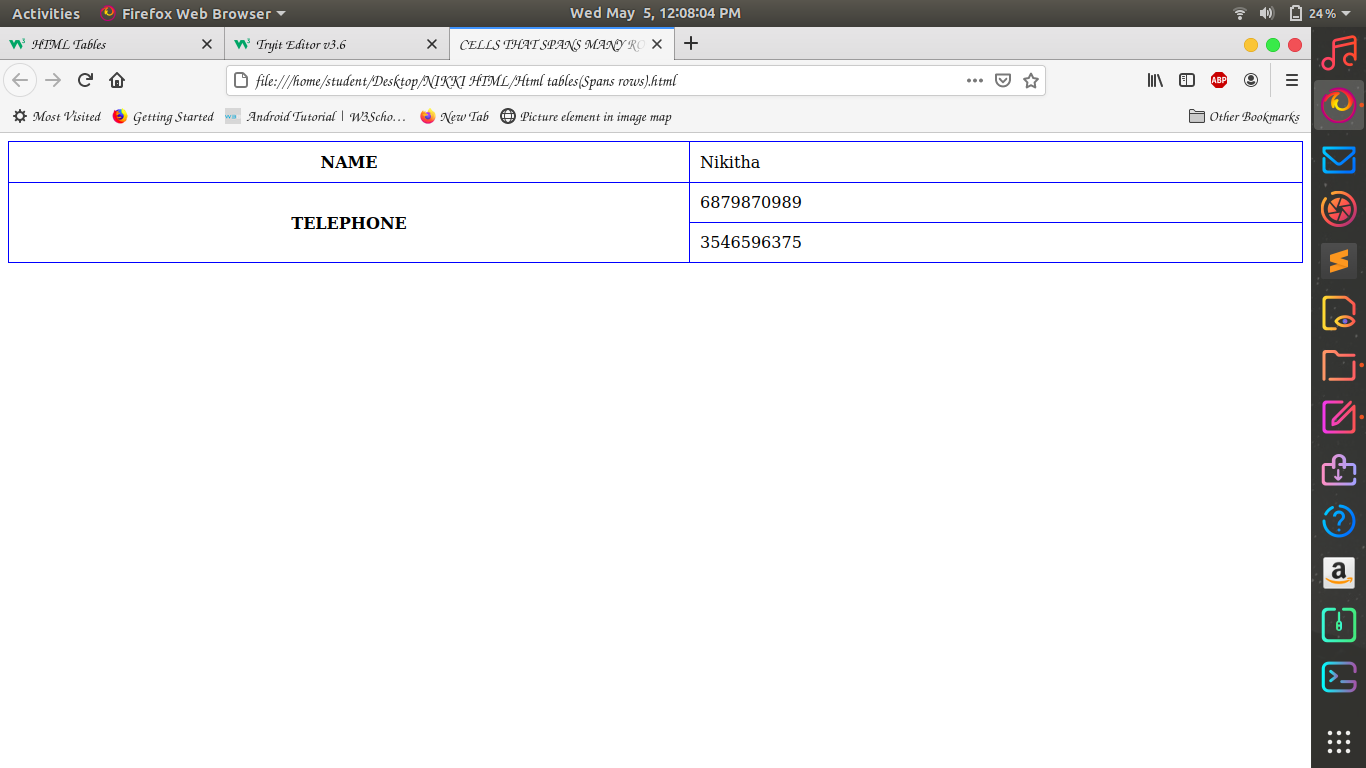 Activities Firefox Web Browser Wed May 5, 12:08:04 PM 24%
HTML Tables Tryit Editor v3.6 CELLS THAT SPANS MANY
file:///home/student/Desktop/NIKKI HTML/Html tables(Spans rows).html ABP
Most Visited Getting Started Android Tutorial | W3Scho… New Tab Picture element in image map Other Bookmarks
NAME Nikitha
TELEPHONE 6879870989
3546596375